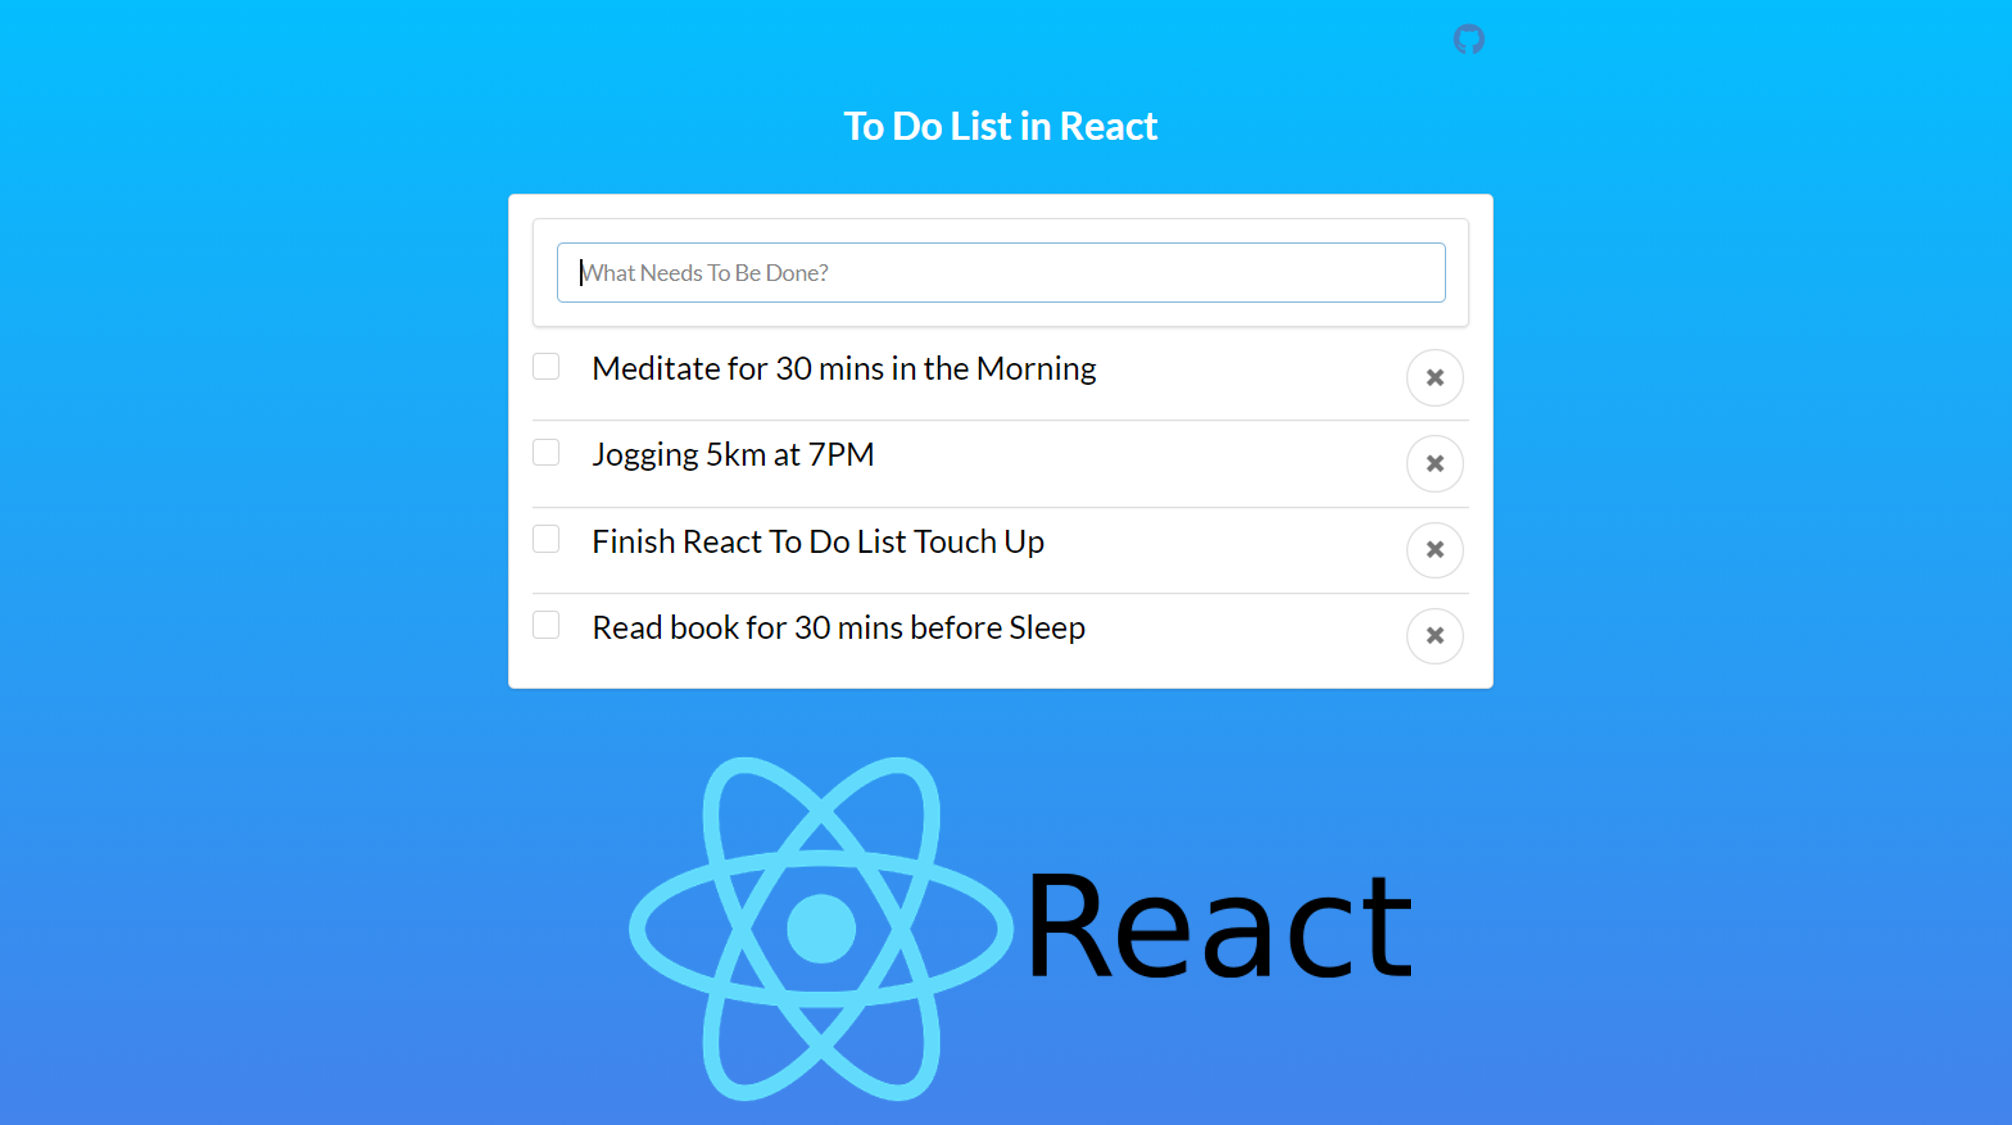 To Do List in React
What Needs To Be Done?
Meditate for 30 mins in the Morning
Jogging 5km at 7PM
Finish React To Do List Touch Up
Read book for 30 mins before Sleep
React